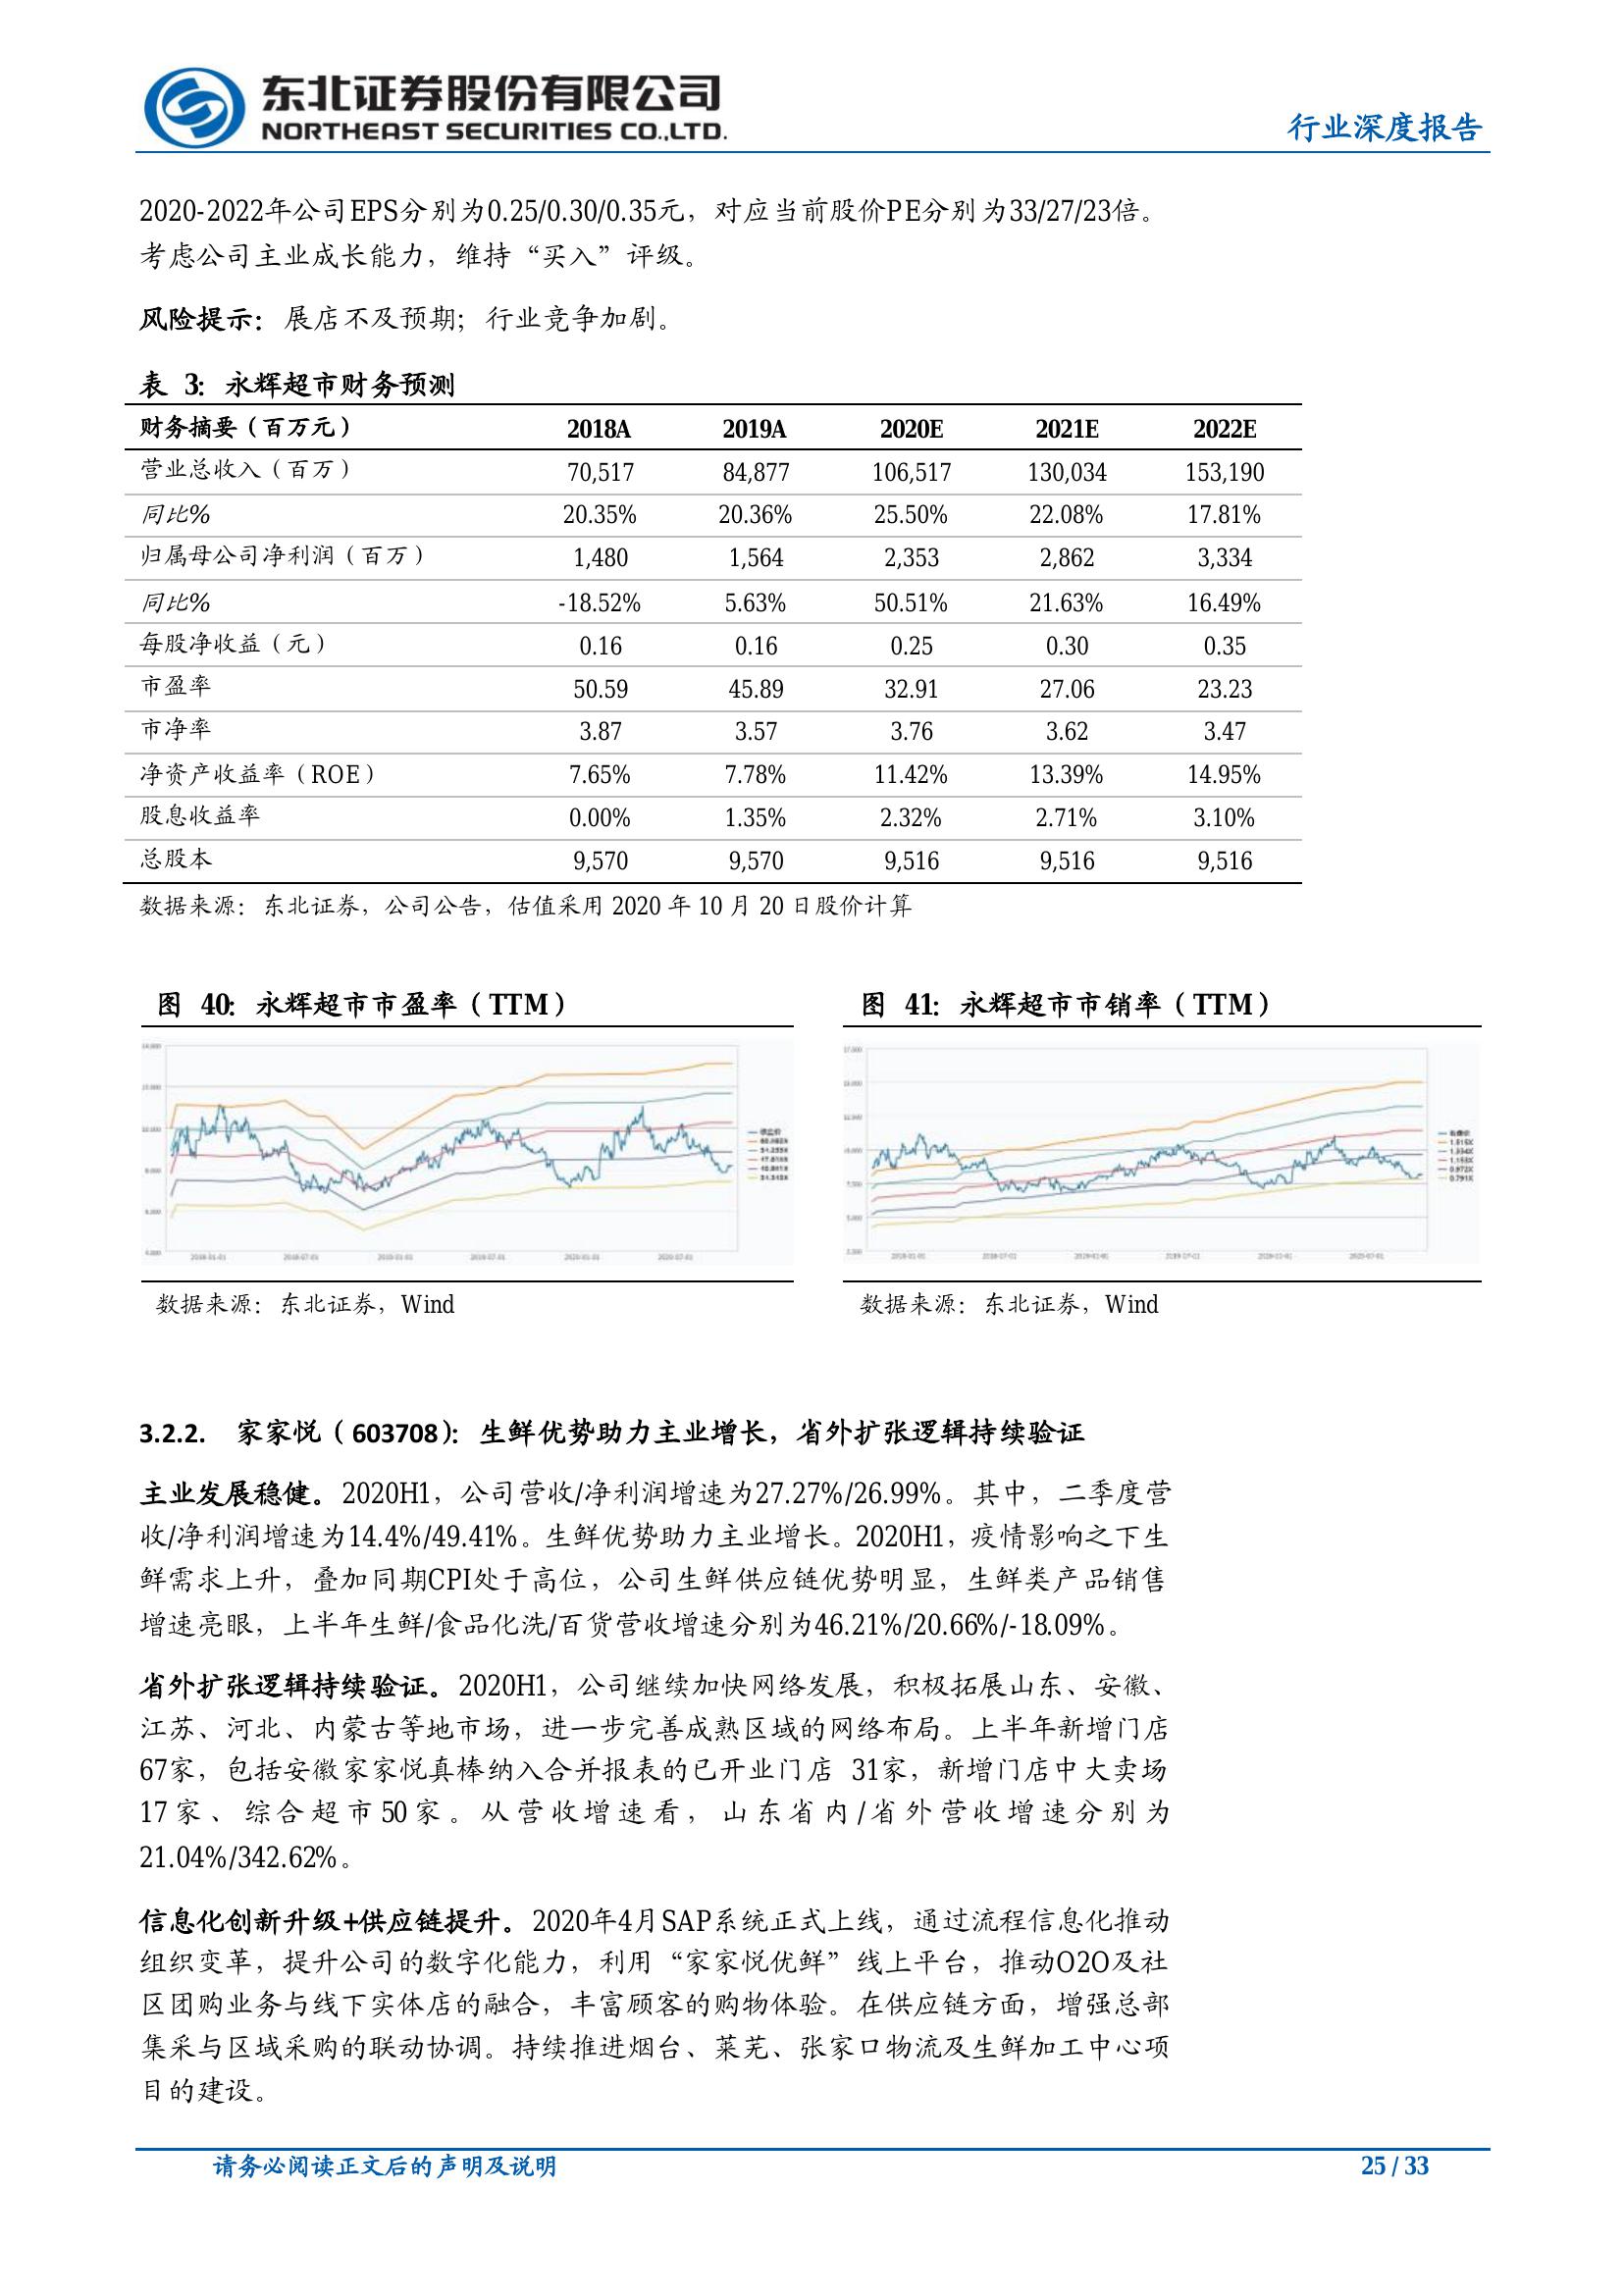 东北证券股份有限公司
NORTHEAST SECURITIES CO.,LTD.
行业深度报告
2020-2022年公司EPS分别为0.25/0.30/0.35元，对应当前股价PE分别为33/27/23倍。
考虑公司主业成长能力，维持“买入”评级。
风险提示：展店不及预期；行业竞争加剧。
表 3：永辉超市财务预测
财务摘要（百万元） 2018A 2019A 2020E 2021E 2022E
营业总收入（百万） 70,517 84,877 106,517 130,034 153,190
同比% 20.35% 20.36% 25.50% 22.08% 17.81%
归属母公司净利润（百万） 1,480 1,564 2,353 2,862 3,334
同比% -18.52% 5.63% 50.51% 21.63% 16.49%
每股净收益（元） 0.16 0.16 0.25 0.30 0.35
市盈率 50.59 45.89 32.91 27.06 23.23
市净率 3.87 3.57 3.76 3.62 3.47
净资产收益率（ROE） 7.65% 7.78% 11.42% 13.39% 14.95%
股息收益率 0.00% 1.35% 2.32% 2.71% 3.10%
总股本 9,570 9,570 9,516 9,516 9,516
数据来源：东北证券，公司公告，估值采用 2020 年 10 月 20 日股价计算
图 40：永辉超市市盈率（TTM）
数据来源：东北证券，Wind
图 41：永辉超市市销率（TTM）
1.153X
0.972X
0.791X
数据来源：东北证券，Wind
3.2.2. 家家悦（603708）：生鲜优势助力主业增长，省外扩张逻辑持续验证
主业发展稳健。2020H1，公司营收/净利润增速为27.27%/26.99%。其中，二季度营
收/净利润增速为14.4%/49.41%。生鲜优势助力主业增长。2020H1，疫情影响之下生
鲜需求上升，叠加同期CPI处于高位，公司生鲜供应链优势明显，生鲜类产品销售
增速亮眼，上半年生鲜/食品化洗/百货营收增速分别为46.21%/20.66%/-18.09%。
省外扩张逻辑持续验证。2020H1，公司继续加快网络发展，积极拓展山东、安徽、
江苏、河北、内蒙古等地市场，进一步完善成熟区域的网络布局。上半年新增门店
67家，包括安徽家家悦真棒纳入合并报表的已开业门店 31家，新增门店中大卖场
17家、综合超市50家。从营收增速看，山东省内/省外营收增速分别为
21.04%/342.62%。
信息化创新升级+供应链提升。2020年4月SAP系统正式上线，通过流程信息化推动
组织变革，提升公司的数字化能力，利用“家家悦优鲜”线上平台，推动O2O及社
区团购业务与线下实体店的融合，丰富顾客的购物体验。在供应链方面，增强总部
集采与区域采购的联动协调。持续推进烟台、莱芜、张家口物流及生鲜加工中心项
目的建设。
请务必阅读正文后的声明及说明
25 / 33